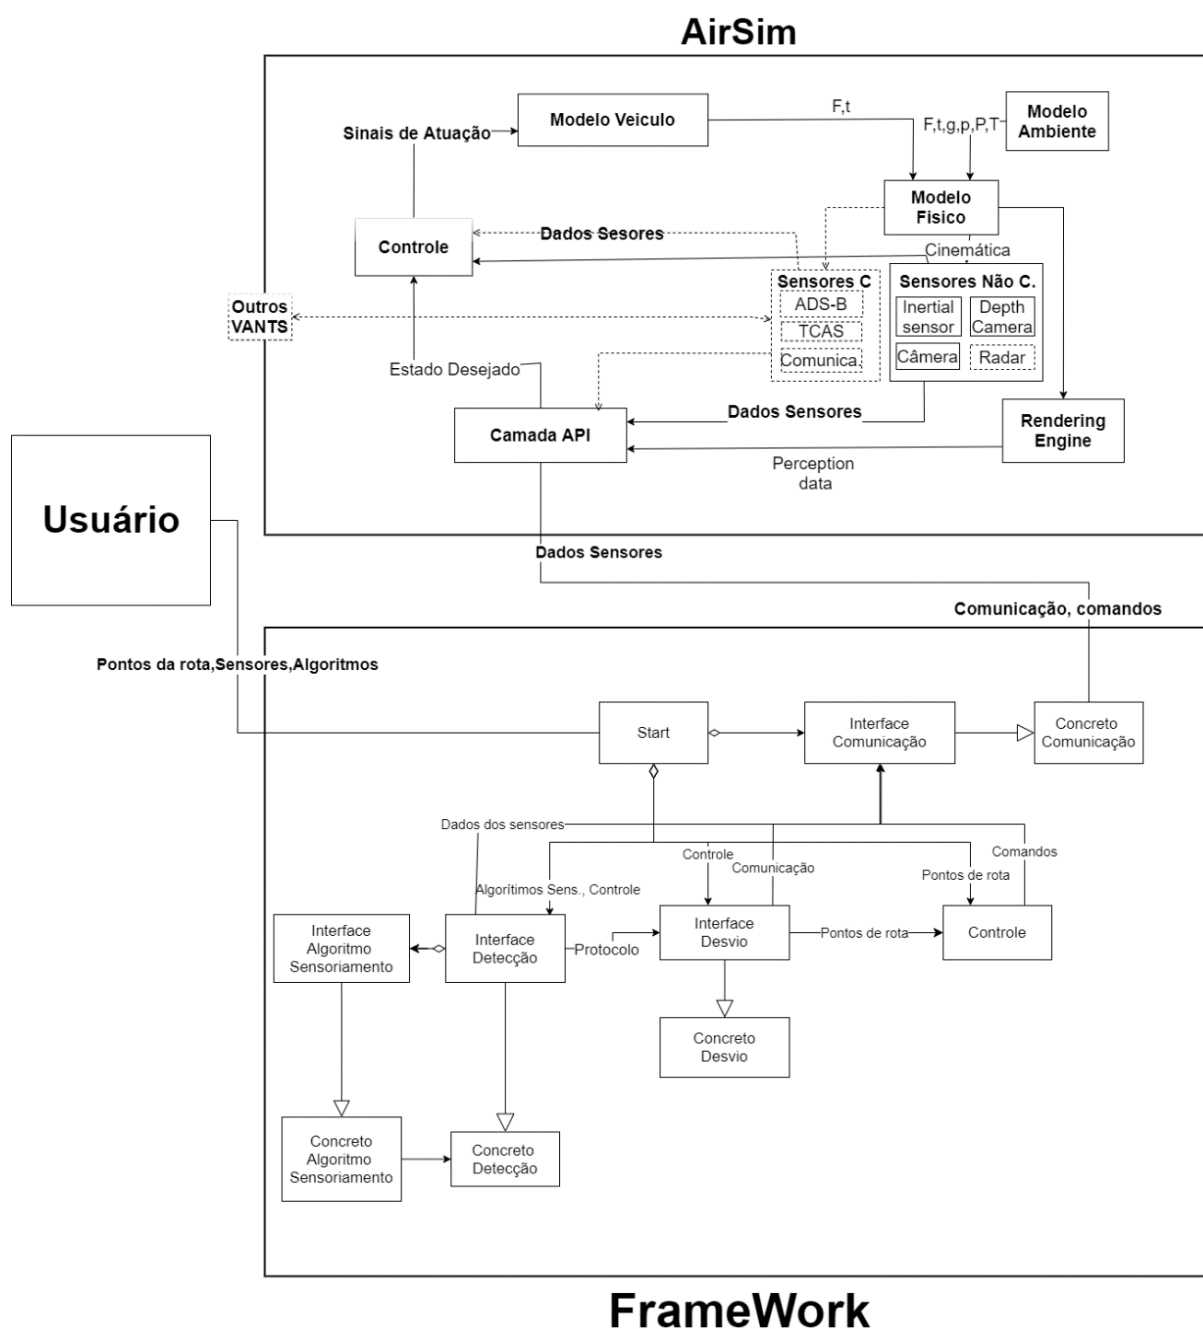 AirSim
Modelo Veiculo
F,t
Modelo
Ambiente
Sinais de Atuação
F,t,g,p,P,T
Modelo
Fisico
Controle
Dados Sesores
Cinemática
Sensores C
ADS-B
TCAS
Comunica.
Sensores Não C.
Inertial
sensor
Depth
Camera
Câmera
Radar
Outros
VANTS
Estado Desejado
Dados Sensores
Camada API
Rendering
Engine
Perception
data
Usuário
Dados Sensores
Comunicação, comandos
Pontos da rota,Sensores,Algoritmos
Start
Interface
Comunicação
Concreto
Comunicação
Dados dos sensores
Controle
Comunicação
Comandos
Pontos de rota
Algorítimos Sens., Controle
Interface
Algoritmo
Sensoriamento
Interface
Detecção
Protocolo
Interface
Desvio
Pontos de rota
Controle
Concreto
Desvio
Concreto
Algoritmo
Sensoriamento
Concreto
Detecção
FrameWork